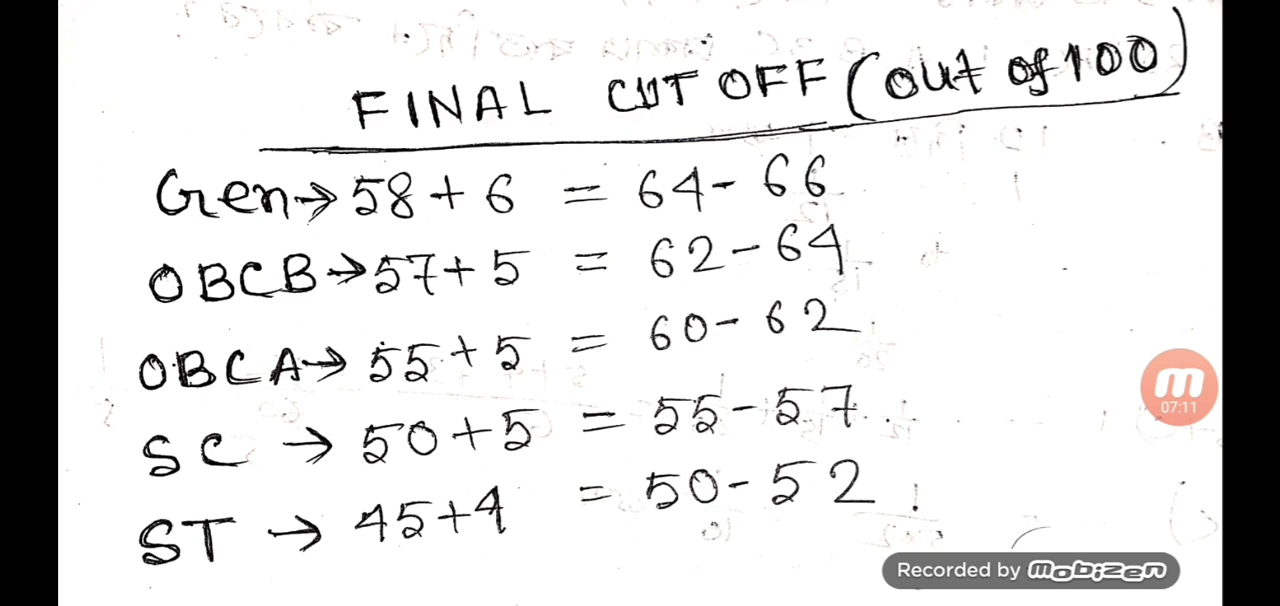 FINAL CUT OFF (out of 100)
Gen→ 58+6 = 64-66
OBCB→57+5 = 62-64
OBCA→ 55+5 = 60-62
SC → 50+5 = 55-57
ST → 45+4 = 50-52
07:11
Recorded by mobizen